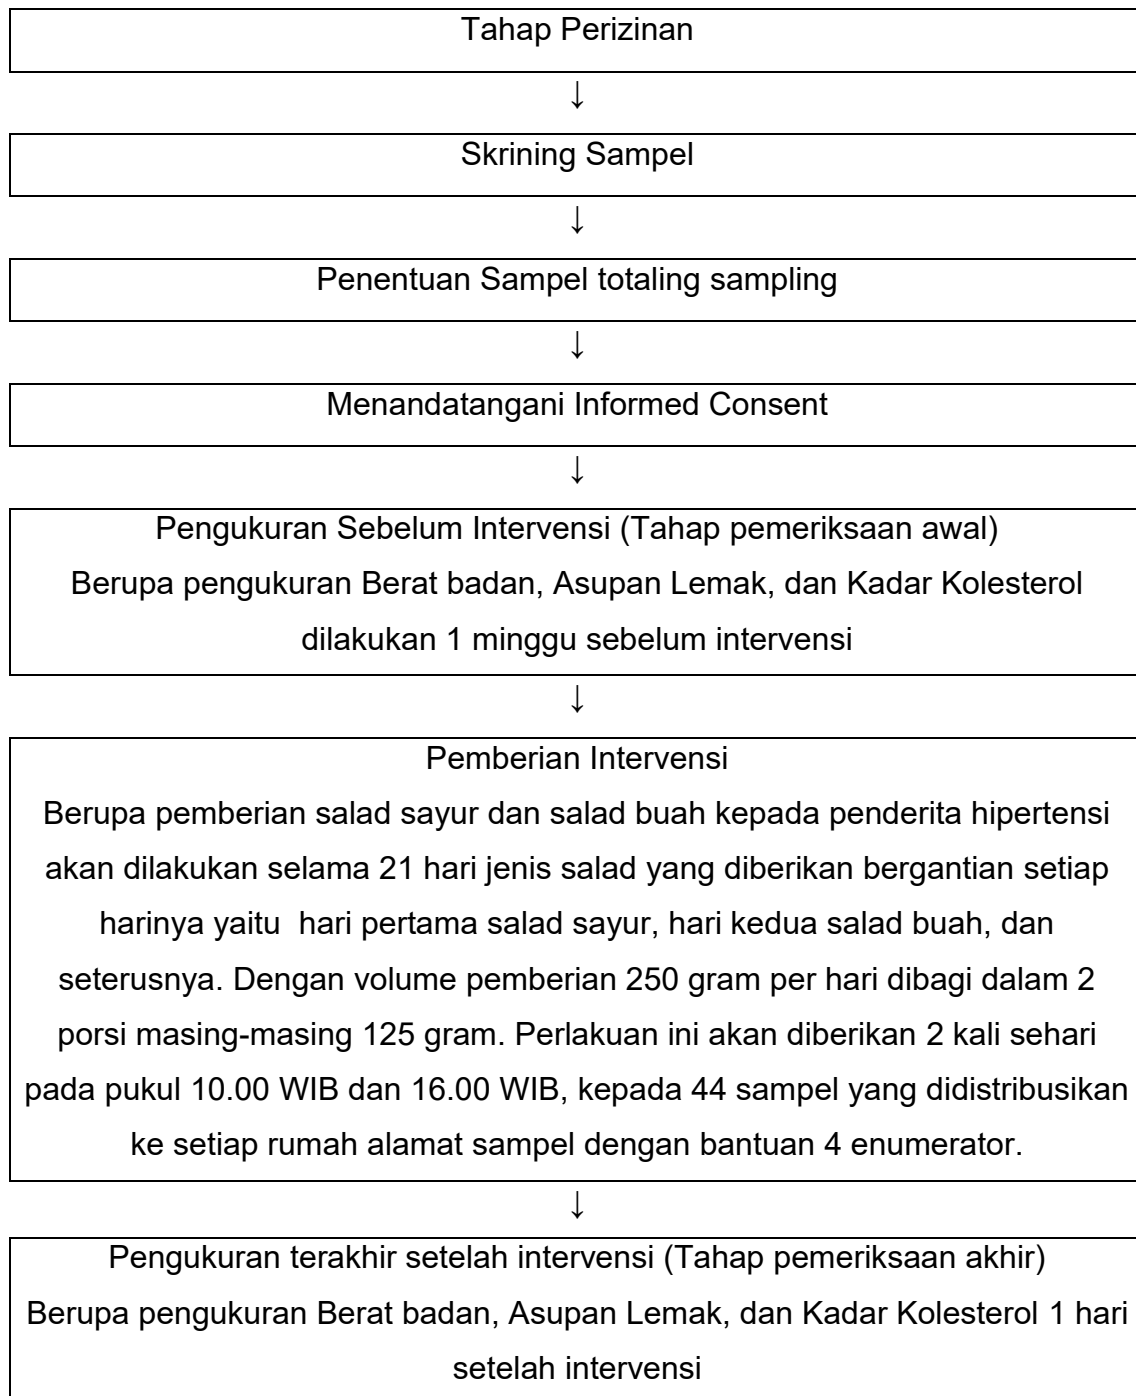 Tahap Perizinan
↓
Skrining Sampel
↓
Penentuan Sampel totaling sampling
↓
Menandatangani Informed Consent
↓
Pengukuran Sebelum Intervensi (Tahap pemeriksaan awal)
Berupa pengukuran Berat badan, Asupan Lemak, dan Kadar Kolesterol
dilakukan 1 minggu sebelum intervensi
↓
Pemberian Intervensi
Berupa pemberian salad sayur dan salad buah kepada penderita hipertensi
akan dilakukan selama 21 hari jenis salad yang diberikan bergantian setiap
harinya yaitu  hari pertama salad sayur, hari kedua salad buah, dan
seterusnya. Dengan volume pemberian 250 gram per hari dibagi dalam 2
porsi masing-masing 125 gram. Perlakuan ini akan diberikan 2 kali sehari
pada pukul 10.00 WIB dan 16.00 WIB, kepada 44 sampel yang didistribusikan
ke setiap rumah alamat sampel dengan bantuan 4 enumerator.
↓
Pengukuran terakhir setelah intervensi (Tahap pemeriksaan akhir)
Berupa pengukuran Berat badan, Asupan Lemak, dan Kadar Kolesterol 1 hari
setelah intervensi